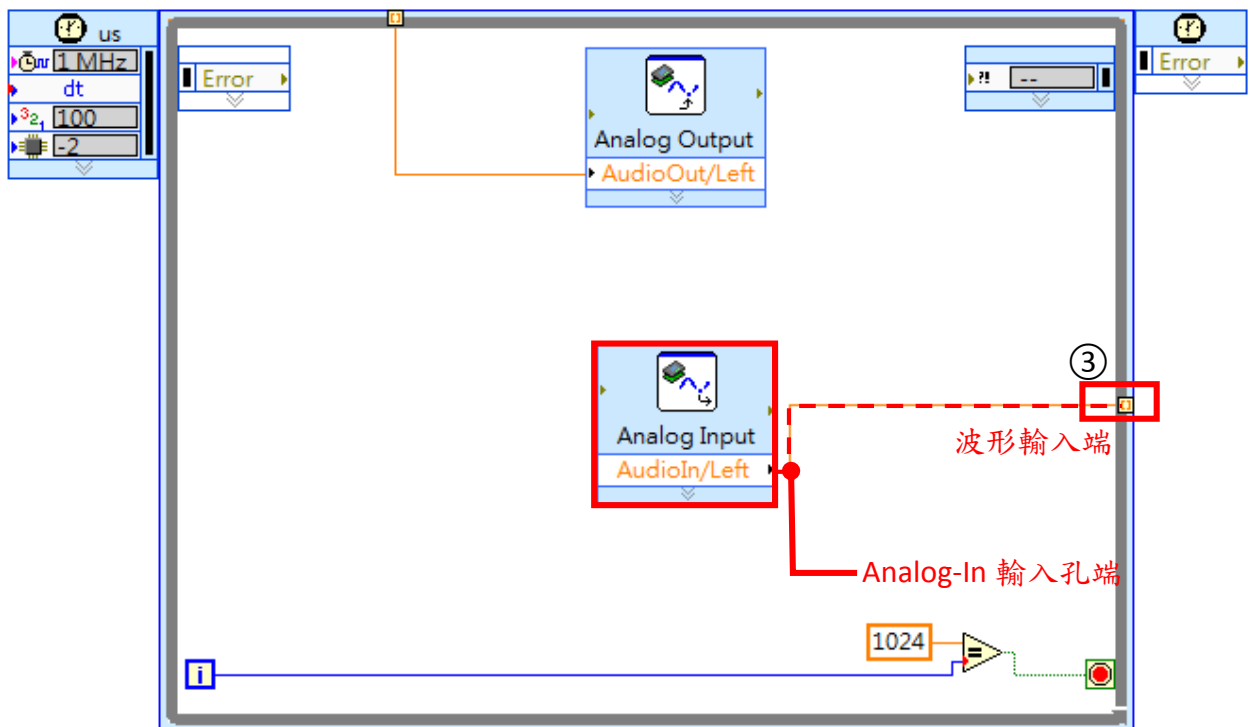 us
1 MHz
dt
321 100
-2
Error
Analog Output
AudioOut/Left
?! --
Error
③
Analog Input
AudioIn/Left
波形輸入端
Analog-In 輸入孔端
1024
=
i